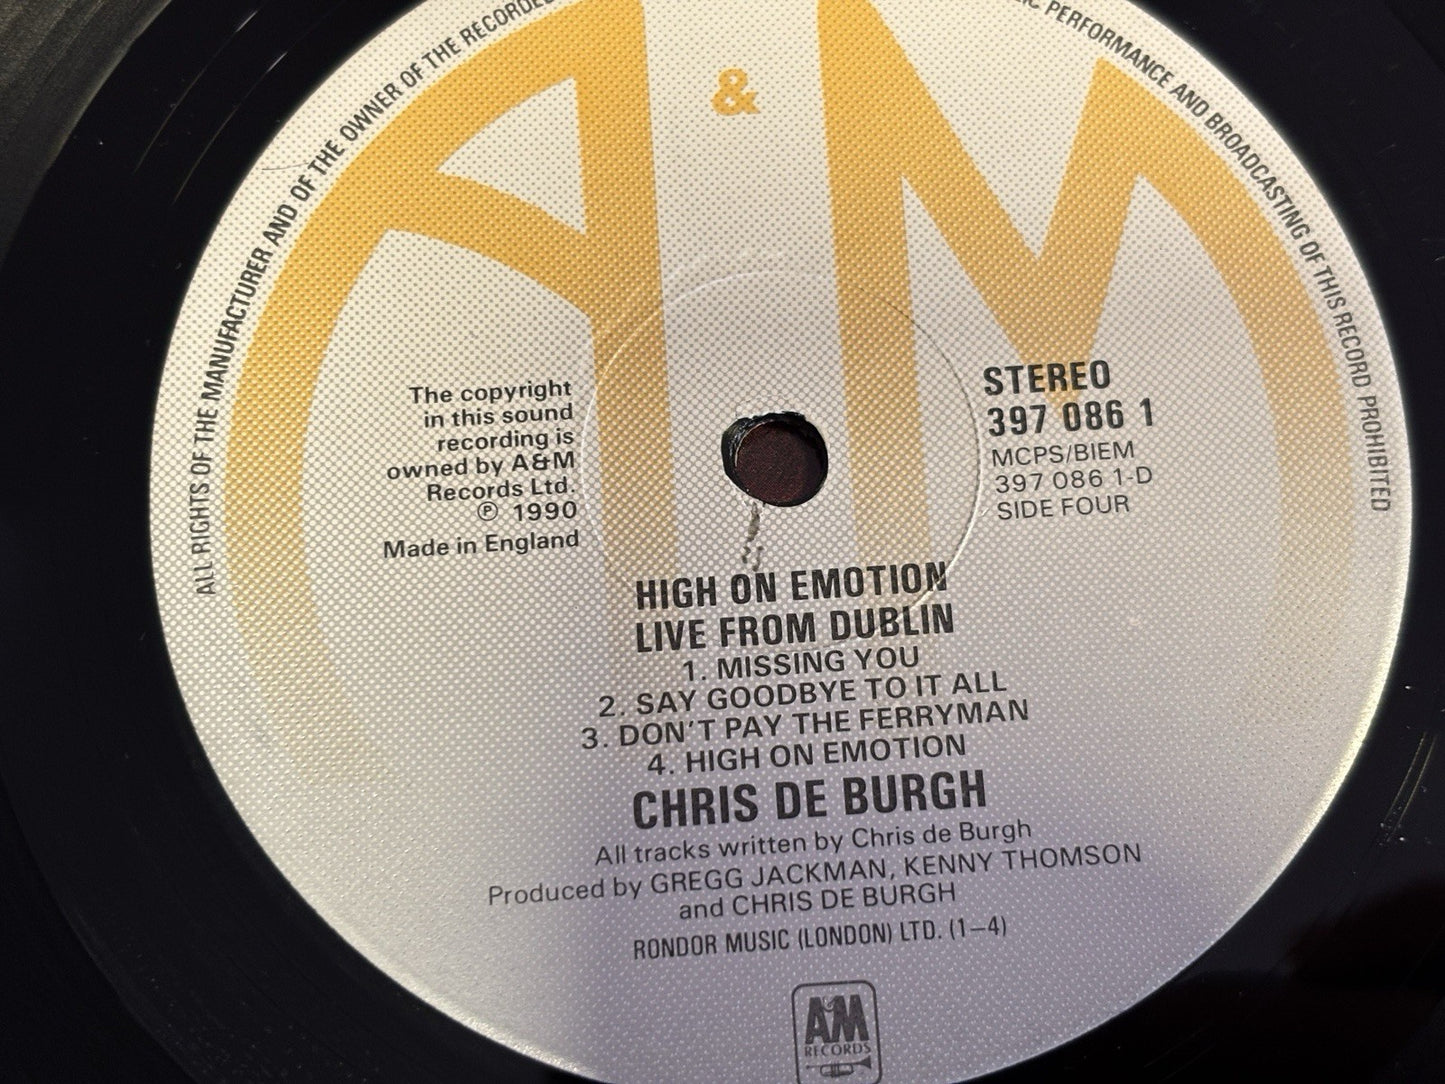 ALL RIGHTS OF THE MANUFACTURER AND OF THE OWNER OF THE RECORDED
PERFORMANCE AND BROADCASTING OF THIS RECORD PROHIBITED
A & M
The copyright
in this sound
recording is
owned by A&M
Records Ltd.
℗ 1990
Made in England
STEREO
397 086 1
MCPS/BIEM
397 086 1-D
SIDE FOUR
HIGH ON EMOTION
LIVE FROM DUBLIN
1. MISSING YOU
2. SAY GOODBYE TO IT ALL
3. DON'T PAY THE FERRYMAN
4. HIGH ON EMOTION
CHRIS DE BURGH
All tracks written by Chris de Burgh
Produced by GREGG JACKMAN, KENNY THOMSON
and CHRIS DE BURGH
RONDOR MUSIC (LONDON) LTD. (1–4)
A&M
RECORDS